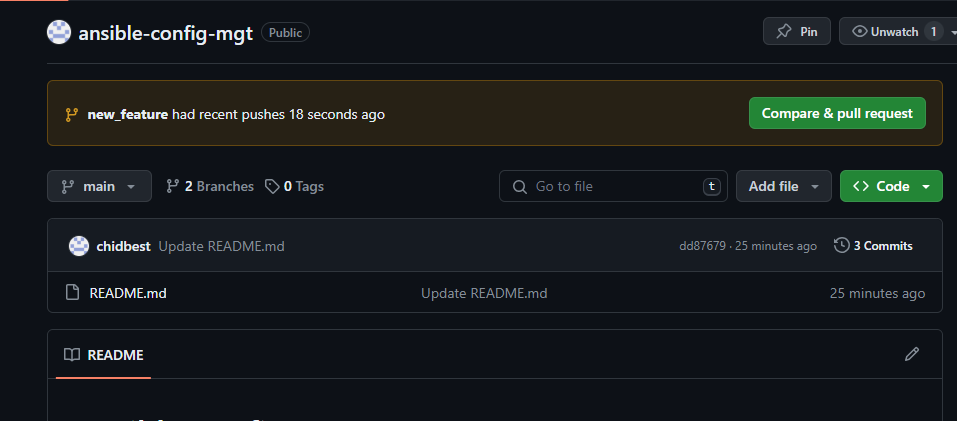 ansible-config-mgt Public Pin Unwatch 1
new_feature had recent pushes 18 seconds ago Compare & pull request
main 2 Branches 0 Tags Go to file t Add file Code
chidbest Update README.md dd87679 · 25 minutes ago 3 Commits
README.md Update README.md 25 minutes ago
README